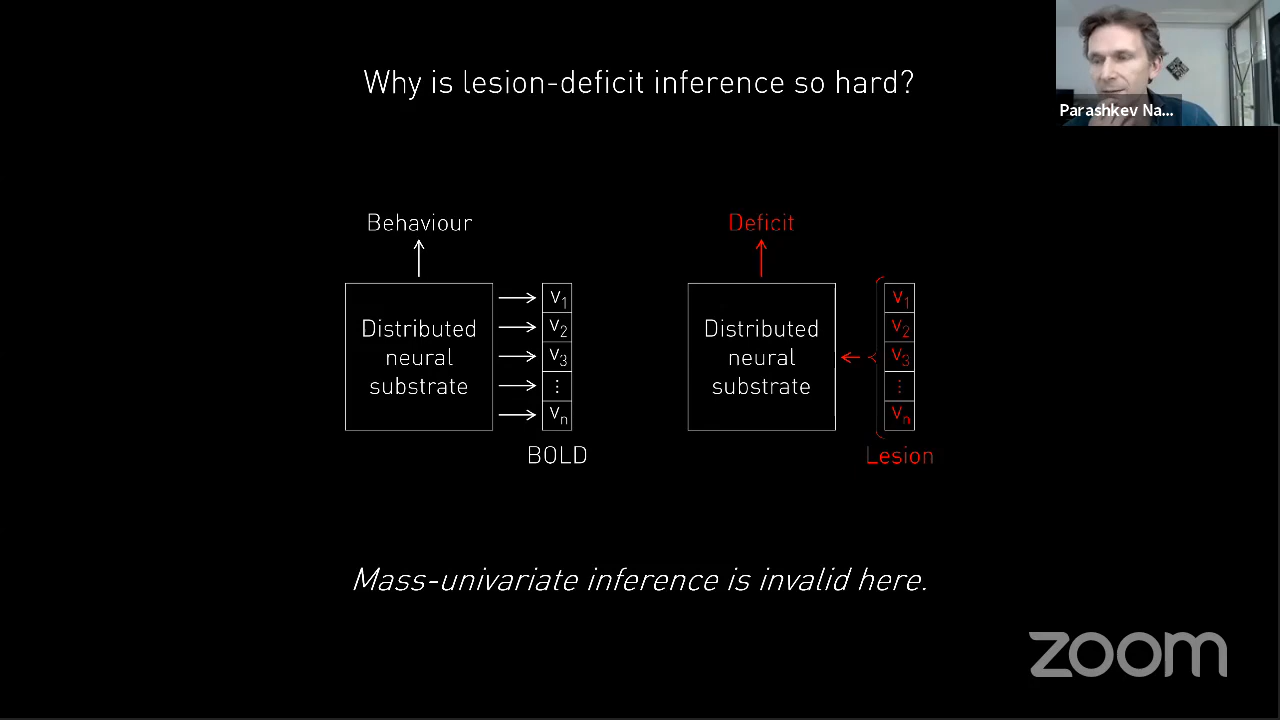 Why is lesion-deficit inference so hard?
Parashkev Na...
Behaviour
Deficit
Distributed
neural
substrate
v1
v2
v3
⋮
vn
BOLD
Distributed
neural
substrate
v1
v2
v3
⋮
vn
Lesion
Mass-univariate inference is invalid here.
zoom